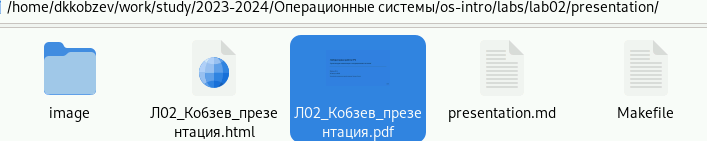 /home/dkkobzev/work/study/2023-2024/Операционные системы/os-intro/labs/lab02/presentation/
image
Л02_Кобзев_презе
нтация.html
Л02_Кобзев_презе
нтация.pdf
presentation.md
Makefile